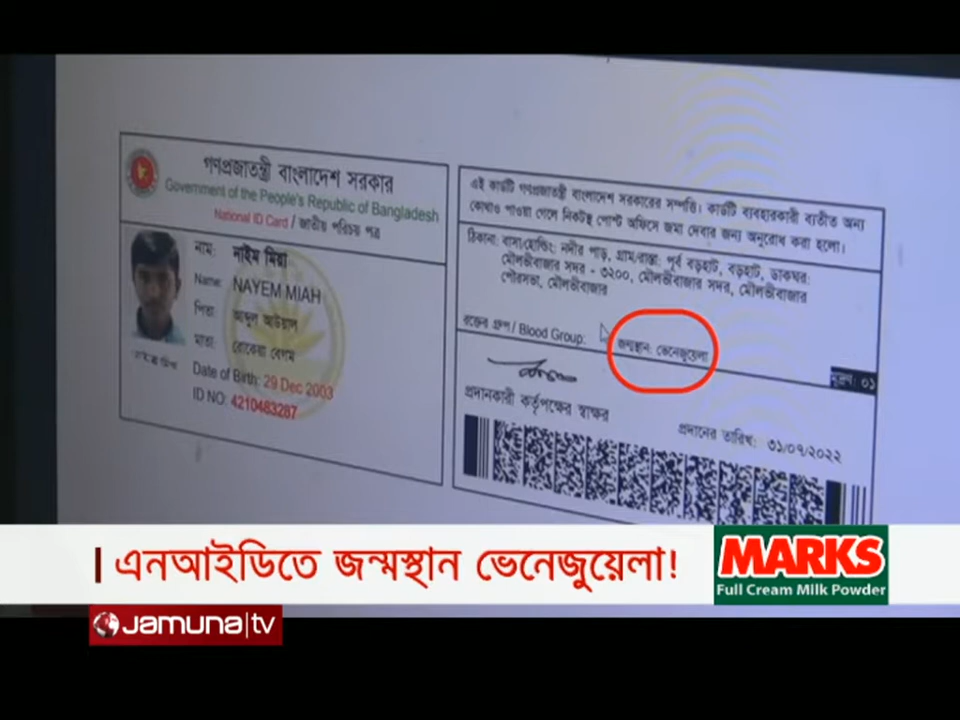 গণপ্রজাতন্ত্রী বাংলাদেশ সরকার
Government of the People's Republic of Bangladesh
National ID Card / জাতীয় পরিচয় পত্র
নাম: নাইম মিয়া
Name: NAYEM MIAH
পিতা: আব্দুল আউয়াল
মাতা: রোকেয়া বেগম
Date of Birth: 29 Dec 2003
ID NO: 4210483287
এই কার্ডটি গণপ্রজাতন্ত্রী বাংলাদেশ সরকারের সম্পত্তি। কার্ডটি ব্যবহারকারী ব্যতীত অন্য
কোথাও পাওয়া গেলে নিকটস্থ পোস্ট অফিসে জমা দেবার জন্য অনুরোধ করা হলো।
ঠিকানা: বাসা/হোল্ডিং: নদীর পাড়, গ্রাম/রাস্তা: পূর্ব বড়হাট, বড়হাট, ডাকঘর:
মৌলভীবাজার সদর - ৩২০০, মৌলভীবাজার সদর, মৌলভীবাজার
পৌরসভা, মৌলভীবাজার
রক্তের গ্রুপ / Blood Group: জন্মস্থান: ভেনেজুয়েলা
মুদ্রণ: ০১
প্রদানকারী কর্তৃপক্ষের স্বাক্ষর
প্রদানের তারিখ: ৩১/০৭/২০২২
এনআইডিতে জন্মস্থান ভেনেজুয়েলা!
MARKS
Full Cream Milk Powder
Jamuna|tv